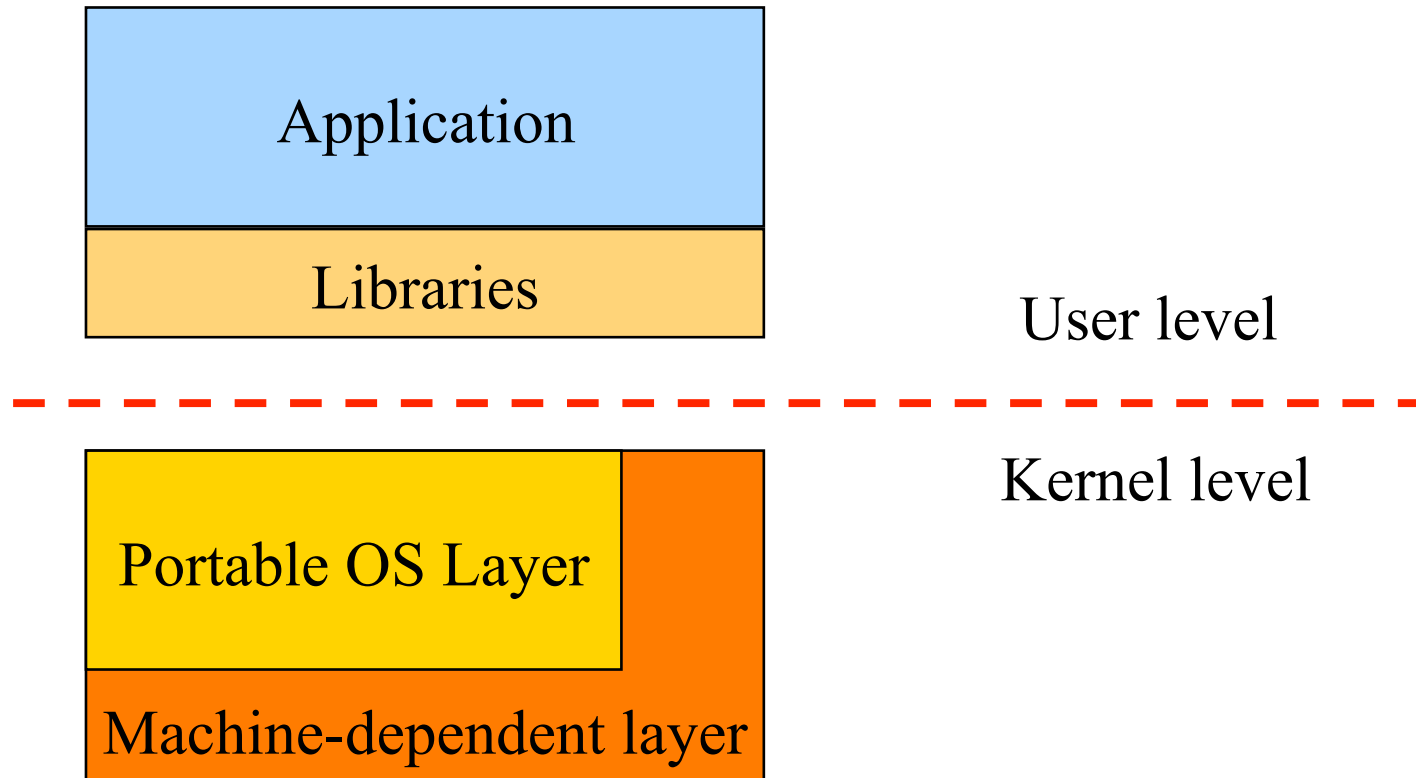 Application
Libraries
User level
Kernel level
Portable OS Layer
Machine-dependent layer